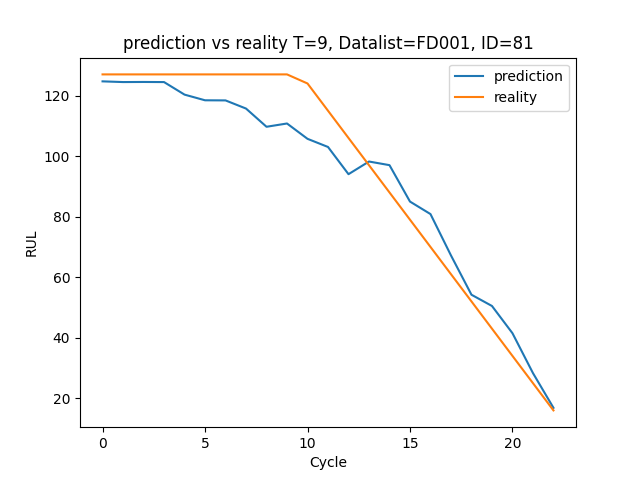 prediction vs reality T=9, Datalist=FD001, ID=81
prediction
reality
120
100
80
60
40
20
RUL
0 5 10 15 20
Cycle